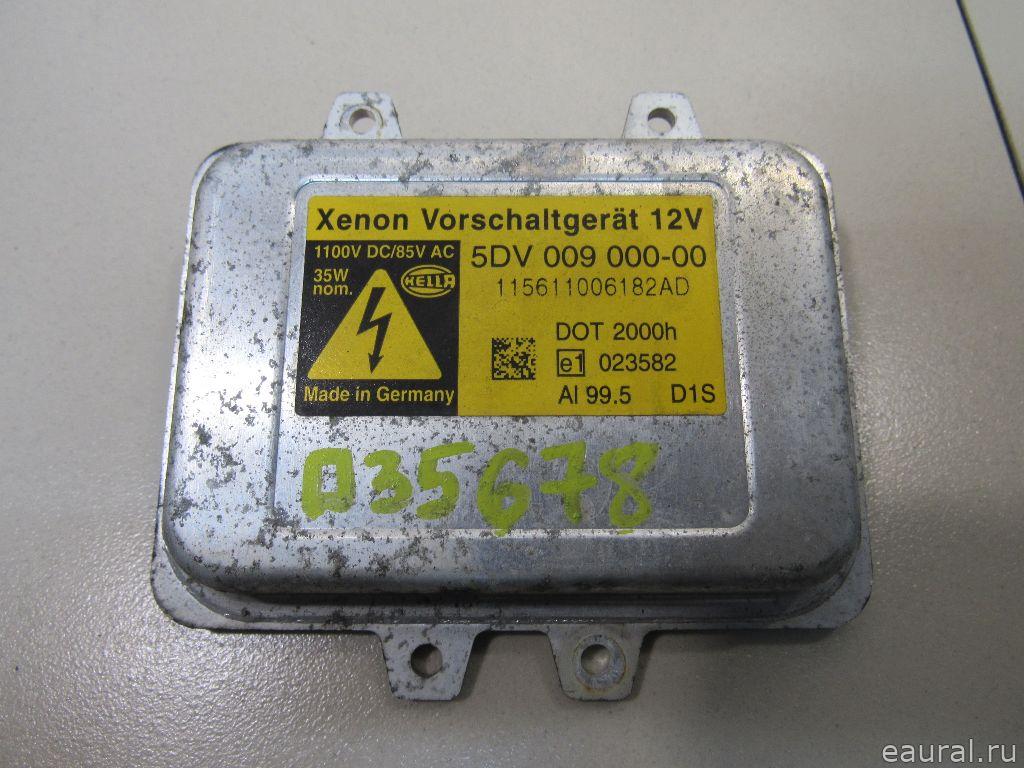 Xenon Vorschaltgerät 12V
1100V DC/85V AC
35W
nom.
HELLA
5DV 009 000-00
115611006182AD
DOT 2000h
e1 023582
Al 99.5 D1S
Made in Germany
035678
eaural.ru